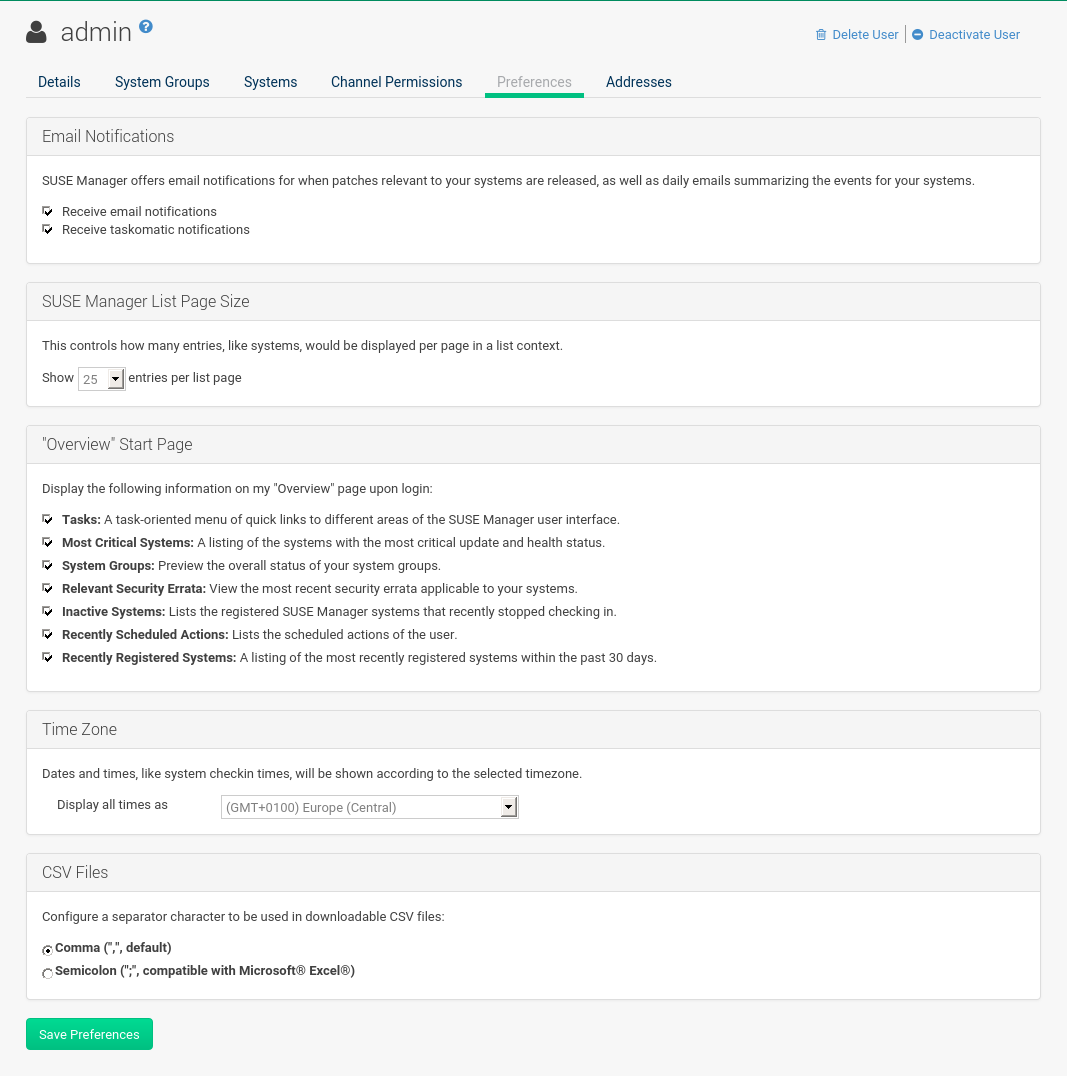 admin ?
Delete User Deactivate User
Details System Groups Systems Channel Permissions Preferences Addresses
Email Notifications
SUSE Manager offers email notifications for when patches relevant to your systems are released, as well as daily emails summarizing the events for your systems.
Receive email notifications
Receive taskomatic notifications
SUSE Manager List Page Size
This controls how many entries, like systems, would be displayed per page in a list context.
Show 25 entries per list page
"Overview" Start Page
Display the following information on my "Overview" page upon login:
Tasks: A task-oriented menu of quick links to different areas of the SUSE Manager user interface.
Most Critical Systems: A listing of the systems with the most critical update and health status.
System Groups: Preview the overall status of your system groups.
Relevant Security Errata: View the most recent security errata applicable to your systems.
Inactive Systems: Lists the registered SUSE Manager systems that recently stopped checking in.
Recently Scheduled Actions: Lists the scheduled actions of the user.
Recently Registered Systems: A listing of the most recently registered systems within the past 30 days.
Time Zone
Dates and times, like system checkin times, will be shown according to the selected timezone.
Display all times as (GMT+0100) Europe (Central)
CSV Files
Configure a separator character to be used in downloadable CSV files:
Comma (",", default)
Semicolon (";", compatible with Microsoft® Excel®)
Save Preferences